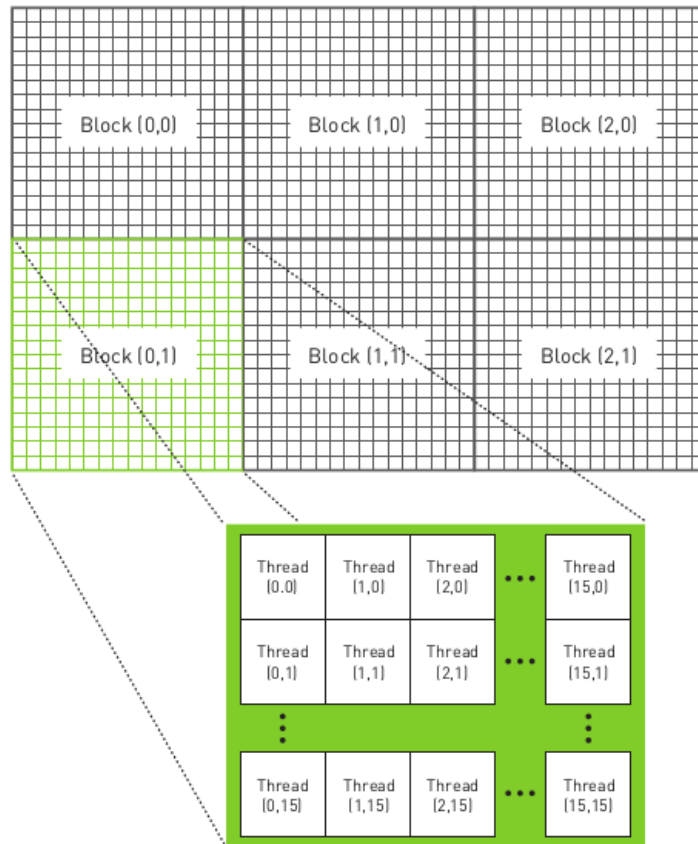 Block (0,0)
Block (1,0)
Block (2,0)
Block (0,1)
Block (1,1)
Block (2,1)
Thread
(0.0)
Thread
(1,0)
Thread
(2,0)
•••
Thread
(15,0)
Thread
(0,1)
Thread
(1,1)
Thread
(2,1)
•••
Thread
(15,1)
Thread
(0,15)
Thread
(1,15)
Thread
(2,15)
•••
Thread
(15,15)